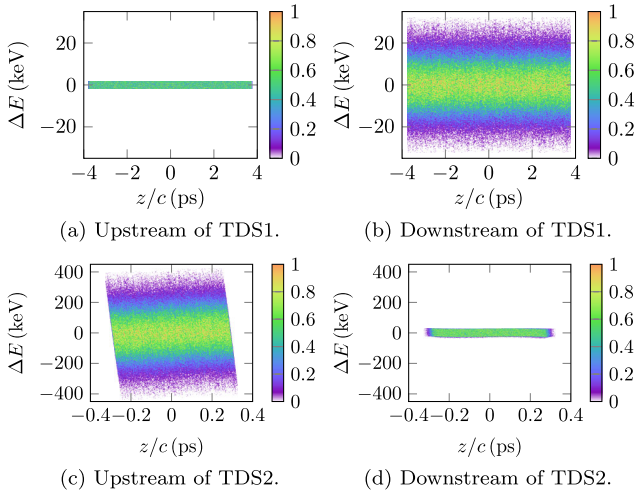 20
0
−20
ΔE (keV)
−4 −2 0 2 4
z/c (ps)
1
0.8
0.6
0.4
0.2
0
(a) Upstream of TDS1.
20
0
−20
ΔE (keV)
−4 −2 0 2 4
z/c (ps)
1
0.8
0.6
0.4
0.2
0
(b) Downstream of TDS1.
400
200
0
−200
−400
ΔE (keV)
−0.4 −0.2 0 0.2 0.4
z/c (ps)
1
0.8
0.6
0.4
0.2
0
(c) Upstream of TDS2.
400
200
0
−200
−400
ΔE (keV)
−0.4 −0.2 0 0.2 0.4
z/c (ps)
1
0.8
0.6
0.4
0.2
0
(d) Downstream of TDS2.